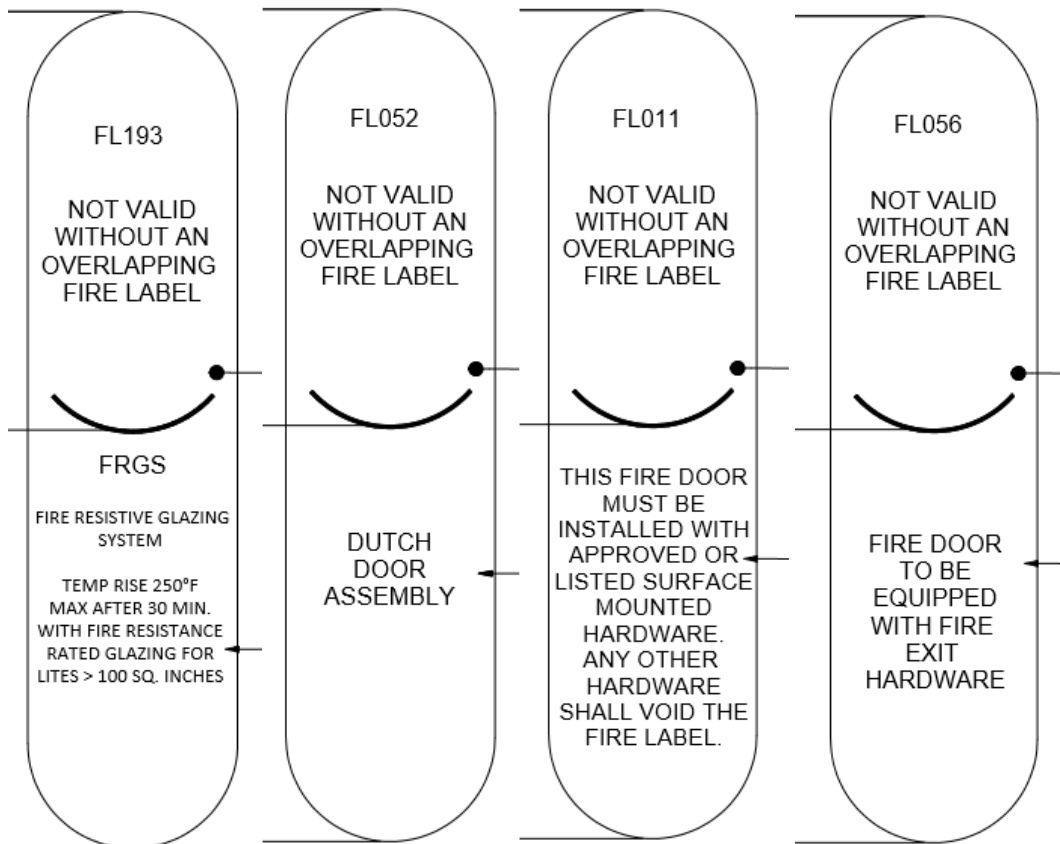 FL193
NOT VALID
WITHOUT AN
OVERLAPPING
FIRE LABEL
FRGS
FIRE RESISTIVE GLAZING
SYSTEM
TEMP RISE 250°F
MAX AFTER 30 MIN.
WITH FIRE RESISTANCE
RATED GLAZING FOR
LITES > 100 SQ. INCHES
FL052
NOT VALID
WITHOUT AN
OVERLAPPING
FIRE LABEL
DUTCH
DOOR
ASSEMBLY
FL011
NOT VALID
WITHOUT AN
OVERLAPPING
FIRE LABEL
THIS FIRE DOOR
MUST BE
INSTALLED WITH
APPROVED OR
LISTED SURFACE
MOUNTED
HARDWARE.
ANY OTHER
HARDWARE
SHALL VOID THE
FIRE LABEL.
FL056
NOT VALID
WITHOUT AN
OVERLAPPING
FIRE LABEL
FIRE DOOR
TO BE
EQUIPPED
WITH FIRE
EXIT
HARDWARE